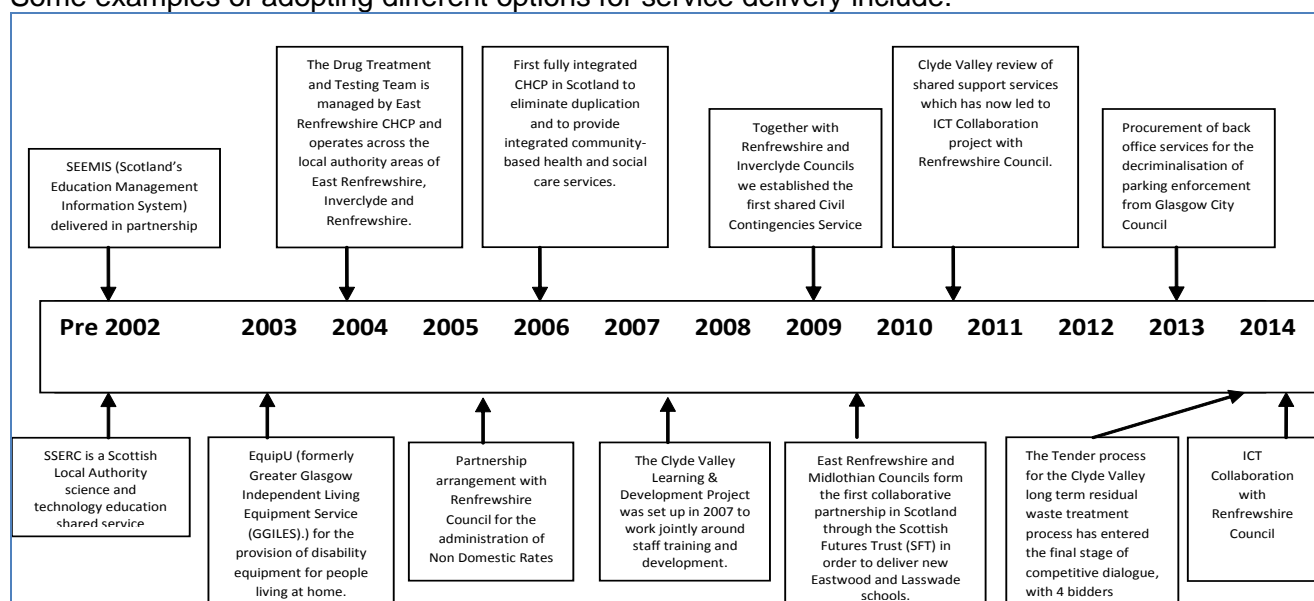 Some examples of adopting different options for service delivery include:
SEEMIS (Scotland's
Education Management
Information System)
delivered in partnership
The Drug Treatment
and Testing Team is
managed by East
Renfrewshire CHCP and
operates across the
local authority areas of
East Renfrewshire,
Inverclyde and
Renfrewshire.
First fully integrated
CHCP in Scotland to
eliminate duplication
and to provide
integrated community-
based health and social
care services.
Together with
Renfrewshire and
Inverclyde Councils
we established the
first shared Civil
Contingencies Service
Clyde Valley review of
shared support services
which has now led to
ICT Collaboration
project with
Renfrewshire Council.
Procurement of back
office services for the
decriminalisation of
parking enforcement
from Glasgow City
Council
Pre 2002 2003 2004 2005 2006 2007 2008 2009 2010 2011 2012 2013 2014
SSERC is a Scottish
Local Authority
science and
technology education
shared service
EquipU (formerly
Greater Glasgow
Independent Living
Equipment Service
(GGILES).) for the
provision of disability
equipment for people
living at home.
Partnership
arrangement with
Renfrewshire
Council for the
administration of
Non Domestic Rates
The Clyde Valley
Learning &
Development Project
was set up in 2007 to
work jointly around
staff training and
development.
East Renfrewshire and
Midlothian Councils form
the first collaborative
partnership in Scotland
through the Scottish
Futures Trust (SFT) in
order to deliver new
Eastwood and Lasswade
schools.
The Tender process
for the Clyde Valley
long term residual
waste treatment
process has entered
the final stage of
competitive dialogue,
with 4 bidders
ICT
Collaboration
with
Renfrewshire
Council